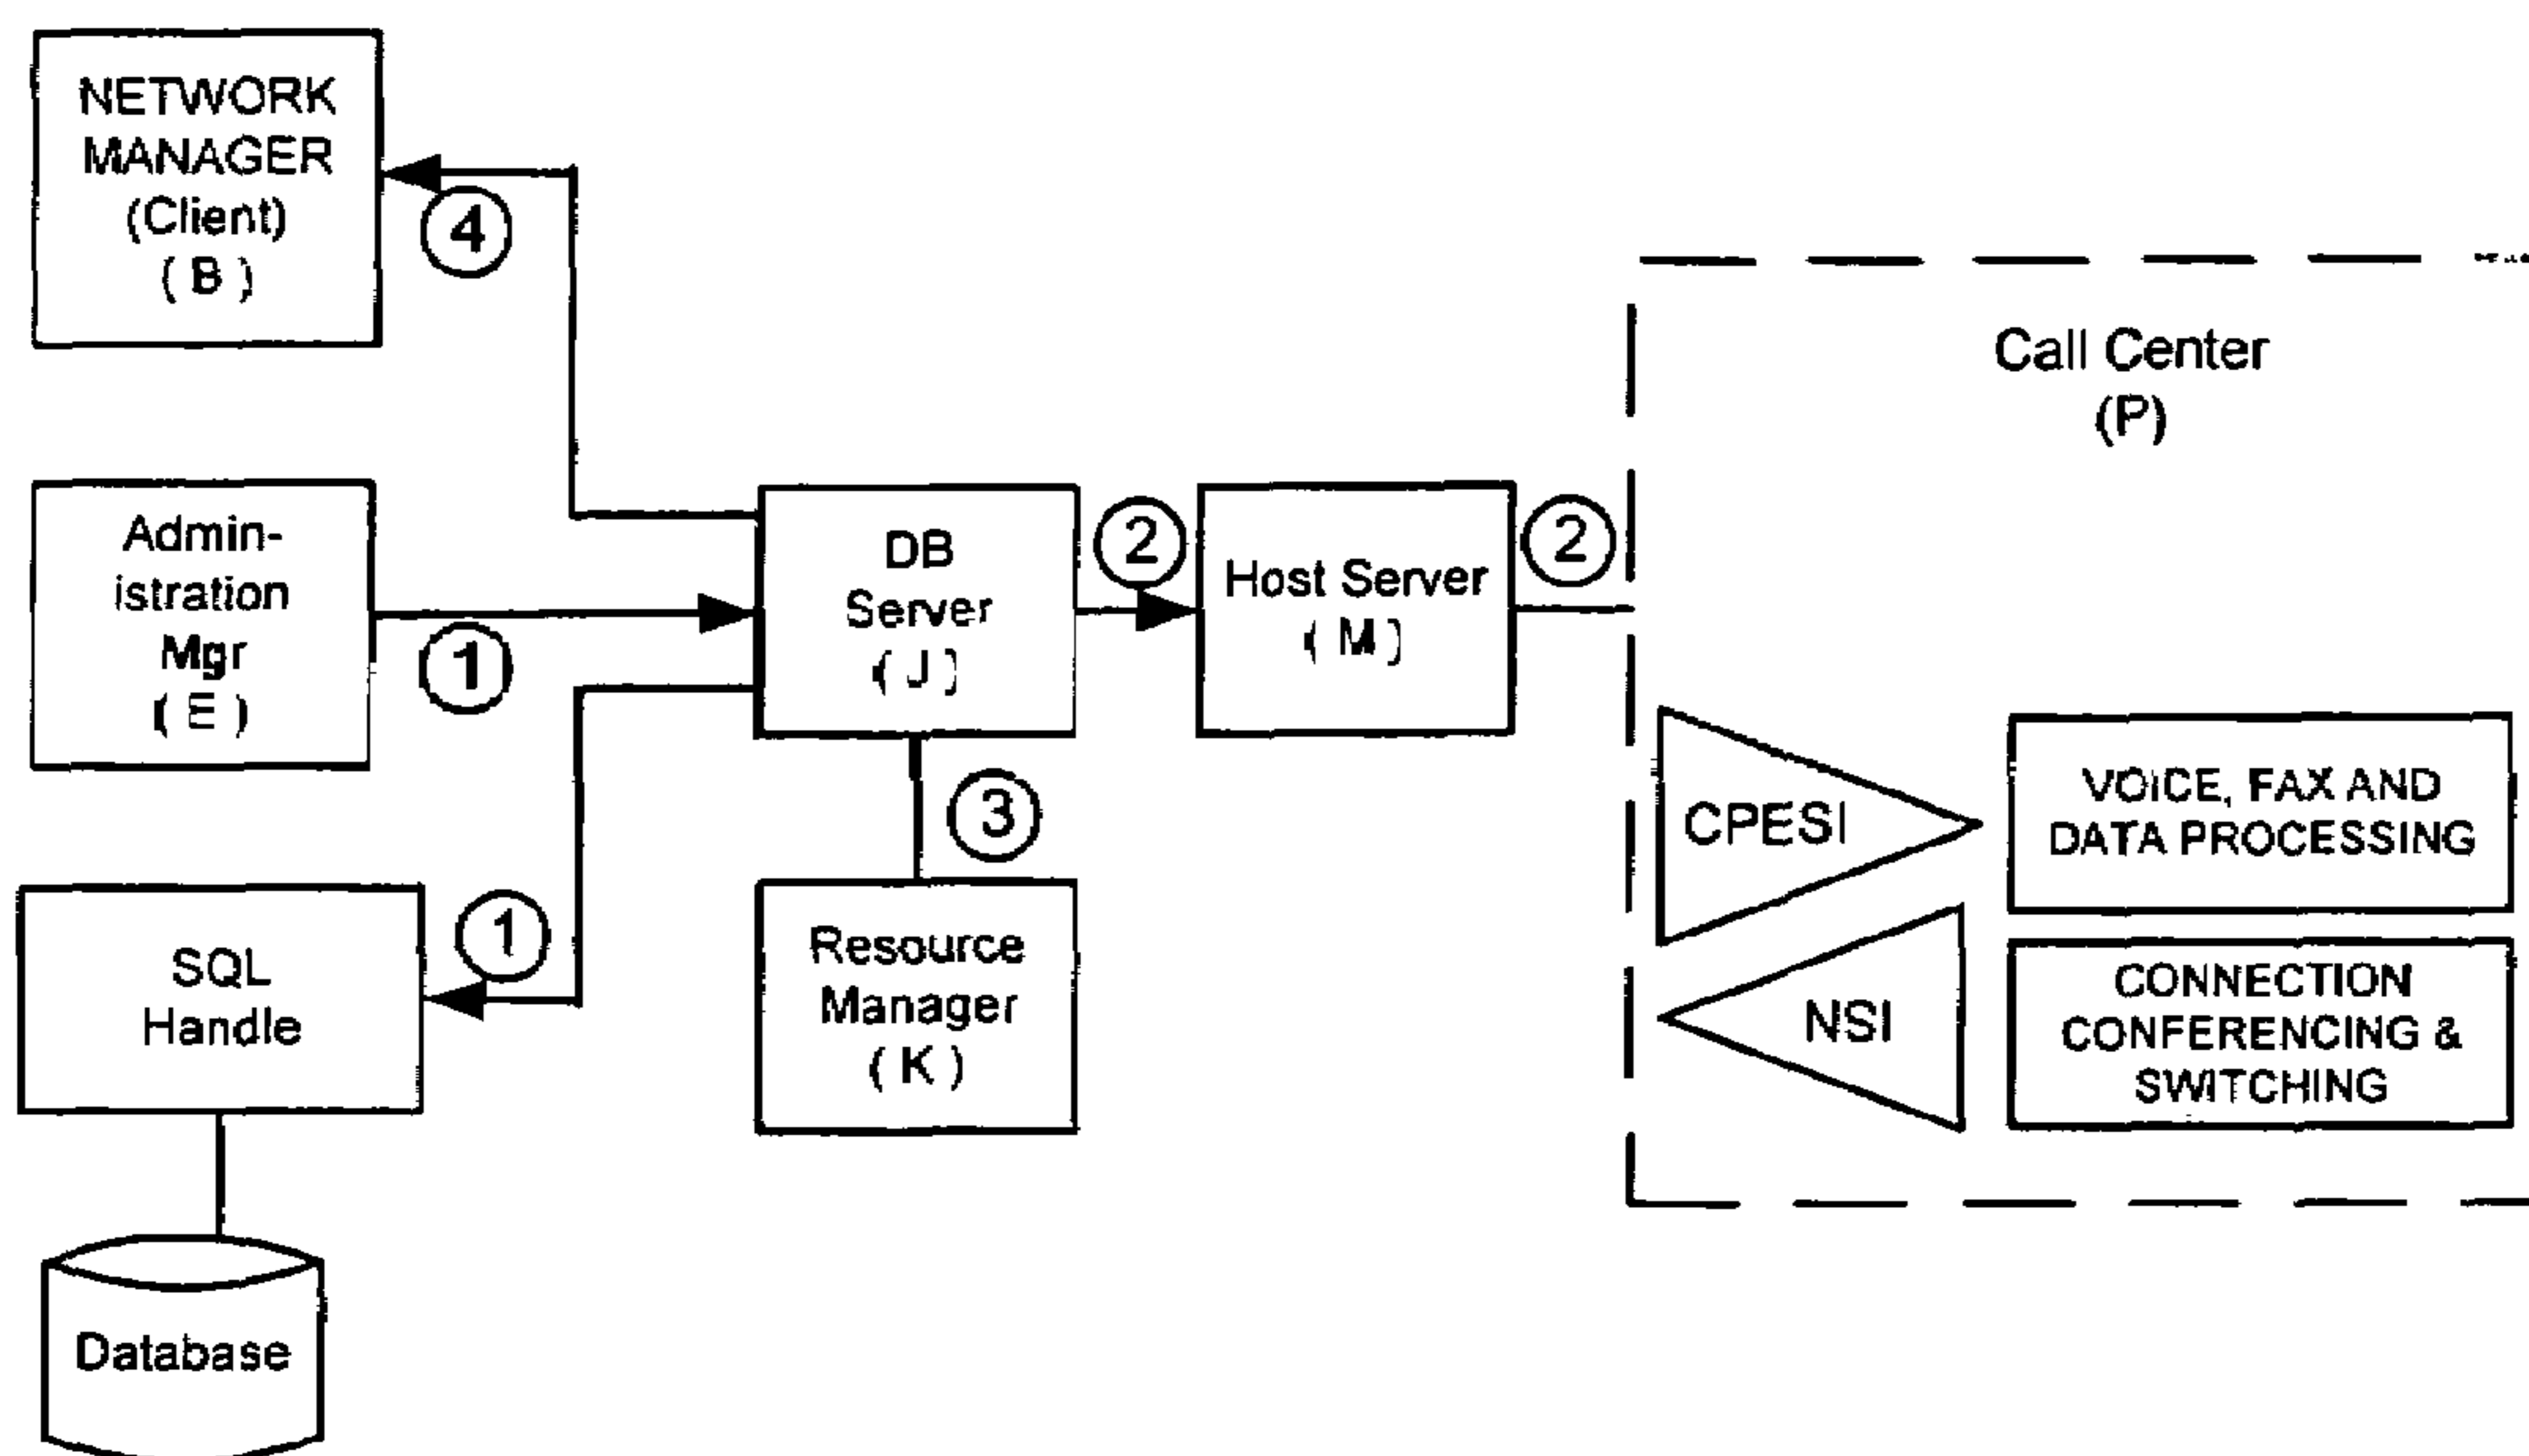 NETWORK
MANAGER
(Client)
( B )
4
Call Center
(P)
Admin-
istration
Mgr
( E )
1
DB
Server
( J )
2
Host Server
( M )
2
3
CPESI
VOICE, FAX AND
DATA PROCESSING
SQL
Handle
1
Resource
Manager
( K )
NSI
CONNECTION
CONFERENCING &
SWITCHING
Database